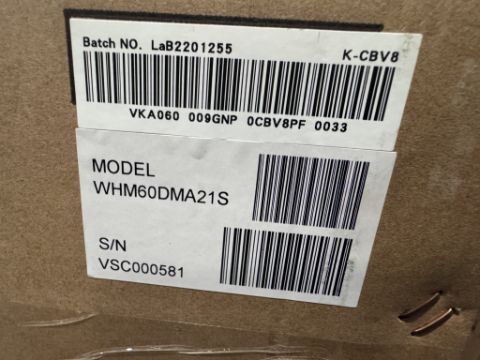 Batch NO. LaB2201255 K-CBV8
VKA060 009GNP 0CBV8PF 0033
MODEL
WHM60DMA21S
S/N
VSC000581